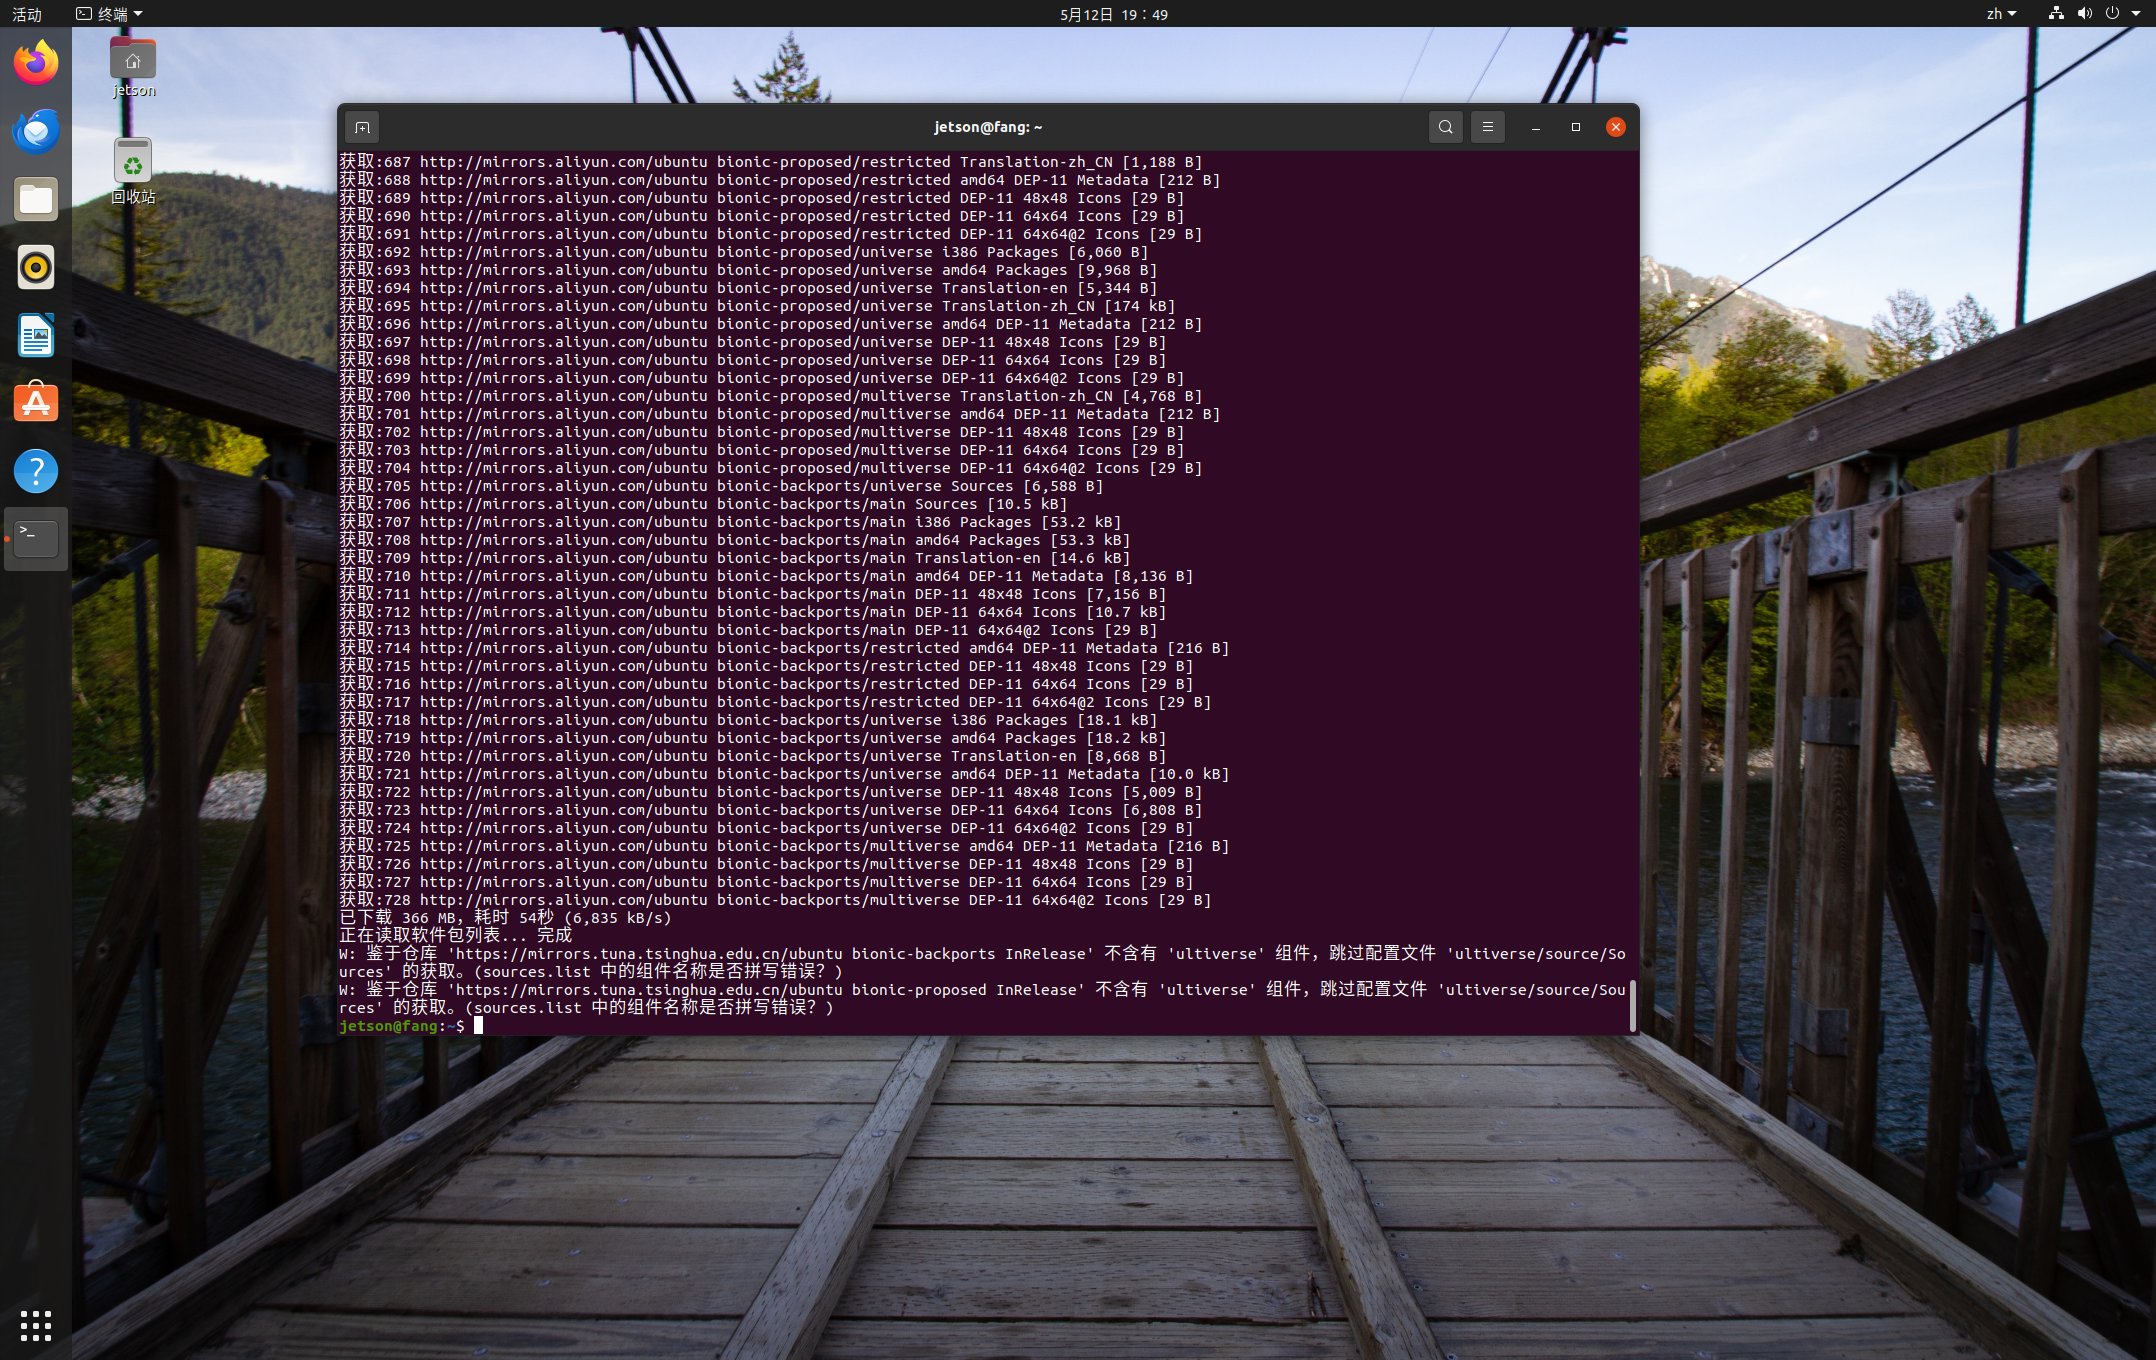 活动
终端
5月12日 19：49
zh
jetson
回收站
jetson@fang: ~
获取:687 http://mirrors.aliyun.com/ubuntu bionic-proposed/restricted Translation-zh_CN [1,188 B]
获取:688 http://mirrors.aliyun.com/ubuntu bionic-proposed/restricted amd64 DEP-11 Metadata [212 B]
获取:689 http://mirrors.aliyun.com/ubuntu bionic-proposed/restricted DEP-11 48x48 Icons [29 B]
获取:690 http://mirrors.aliyun.com/ubuntu bionic-proposed/restricted DEP-11 64x64 Icons [29 B]
获取:691 http://mirrors.aliyun.com/ubuntu bionic-proposed/restricted DEP-11 64x64@2 Icons [29 B]
获取:692 http://mirrors.aliyun.com/ubuntu bionic-proposed/universe i386 Packages [6,060 B]
获取:693 http://mirrors.aliyun.com/ubuntu bionic-proposed/universe amd64 Packages [9,968 B]
获取:694 http://mirrors.aliyun.com/ubuntu bionic-proposed/universe Translation-en [5,344 B]
获取:695 http://mirrors.aliyun.com/ubuntu bionic-proposed/universe Translation-zh_CN [174 kB]
获取:696 http://mirrors.aliyun.com/ubuntu bionic-proposed/universe amd64 DEP-11 Metadata [212 B]
获取:697 http://mirrors.aliyun.com/ubuntu bionic-proposed/universe DEP-11 48x48 Icons [29 B]
获取:698 http://mirrors.aliyun.com/ubuntu bionic-proposed/universe DEP-11 64x64 Icons [29 B]
获取:699 http://mirrors.aliyun.com/ubuntu bionic-proposed/universe DEP-11 64x64@2 Icons [29 B]
获取:700 http://mirrors.aliyun.com/ubuntu bionic-proposed/multiverse Translation-zh_CN [4,768 B]
获取:701 http://mirrors.aliyun.com/ubuntu bionic-proposed/multiverse amd64 DEP-11 Metadata [212 B]
获取:702 http://mirrors.aliyun.com/ubuntu bionic-proposed/multiverse DEP-11 48x48 Icons [29 B]
获取:703 http://mirrors.aliyun.com/ubuntu bionic-proposed/multiverse DEP-11 64x64 Icons [29 B]
获取:704 http://mirrors.aliyun.com/ubuntu bionic-proposed/multiverse DEP-11 64x64@2 Icons [29 B]
获取:705 http://mirrors.aliyun.com/ubuntu bionic-backports/universe Sources [6,588 B]
获取:706 http://mirrors.aliyun.com/ubuntu bionic-backports/main Sources [10.5 kB]
获取:707 http://mirrors.aliyun.com/ubuntu bionic-backports/main i386 Packages [53.2 kB]
获取:708 http://mirrors.aliyun.com/ubuntu bionic-backports/main amd64 Packages [53.3 kB]
获取:709 http://mirrors.aliyun.com/ubuntu bionic-backports/main Translation-en [14.6 kB]
获取:710 http://mirrors.aliyun.com/ubuntu bionic-backports/main amd64 DEP-11 Metadata [8,136 B]
获取:711 http://mirrors.aliyun.com/ubuntu bionic-backports/main DEP-11 48x48 Icons [7,156 B]
获取:712 http://mirrors.aliyun.com/ubuntu bionic-backports/main DEP-11 64x64 Icons [10.7 kB]
获取:713 http://mirrors.aliyun.com/ubuntu bionic-backports/main DEP-11 64x64@2 Icons [29 B]
获取:714 http://mirrors.aliyun.com/ubuntu bionic-backports/restricted amd64 DEP-11 Metadata [216 B]
获取:715 http://mirrors.aliyun.com/ubuntu bionic-backports/restricted DEP-11 48x48 Icons [29 B]
获取:716 http://mirrors.aliyun.com/ubuntu bionic-backports/restricted DEP-11 64x64 Icons [29 B]
获取:717 http://mirrors.aliyun.com/ubuntu bionic-backports/restricted DEP-11 64x64@2 Icons [29 B]
获取:718 http://mirrors.aliyun.com/ubuntu bionic-backports/universe i386 Packages [18.1 kB]
获取:719 http://mirrors.aliyun.com/ubuntu bionic-backports/universe amd64 Packages [18.2 kB]
获取:720 http://mirrors.aliyun.com/ubuntu bionic-backports/universe Translation-en [8,668 B]
获取:721 http://mirrors.aliyun.com/ubuntu bionic-backports/universe amd64 DEP-11 Metadata [10.0 kB]
获取:722 http://mirrors.aliyun.com/ubuntu bionic-backports/universe DEP-11 48x48 Icons [5,009 B]
获取:723 http://mirrors.aliyun.com/ubuntu bionic-backports/universe DEP-11 64x64 Icons [6,808 B]
获取:724 http://mirrors.aliyun.com/ubuntu bionic-backports/universe DEP-11 64x64@2 Icons [29 B]
获取:725 http://mirrors.aliyun.com/ubuntu bionic-backports/multiverse amd64 DEP-11 Metadata [216 B]
获取:726 http://mirrors.aliyun.com/ubuntu bionic-backports/multiverse DEP-11 48x48 Icons [29 B]
获取:727 http://mirrors.aliyun.com/ubuntu bionic-backports/multiverse DEP-11 64x64 Icons [29 B]
获取:728 http://mirrors.aliyun.com/ubuntu bionic-backports/multiverse DEP-11 64x64@2 Icons [29 B]
已下载 366 MB，耗时 54秒 (6,835 kB/s)
正在读取软件包列表... 完成
W: 鉴于仓库 'https://mirrors.tuna.tsinghua.edu.cn/ubuntu bionic-backports InRelease' 不含有 'ultiverse' 组件，跳过配置文件 'ultiverse/source/So
urces' 的获取。(sources.list 中的组件名称是否拼写错误？)
W: 鉴于仓库 'https://mirrors.tuna.tsinghua.edu.cn/ubuntu bionic-proposed InRelease' 不含有 'ultiverse' 组件，跳过配置文件 'ultiverse/source/Sou
rces' 的获取。(sources.list 中的组件名称是否拼写错误？)
jetson@fang:~$